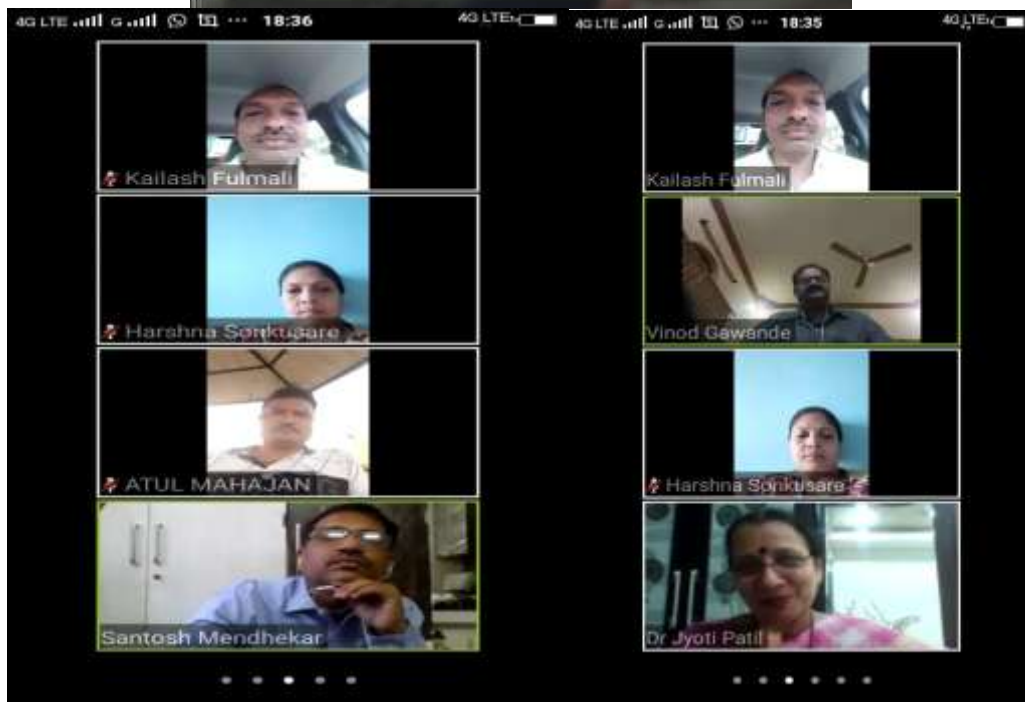 4G LTE G 18:36 4G LTE
Kailash Fulmali
Harshna Sonkusare
ATUL MAHAJAN
Santosh Mendhekar
4G LTE G 18:35 4G LTE
Kailash Fulmali
Vinod Gawande
Harshna Sonkusare
Dr Jyoti Patil